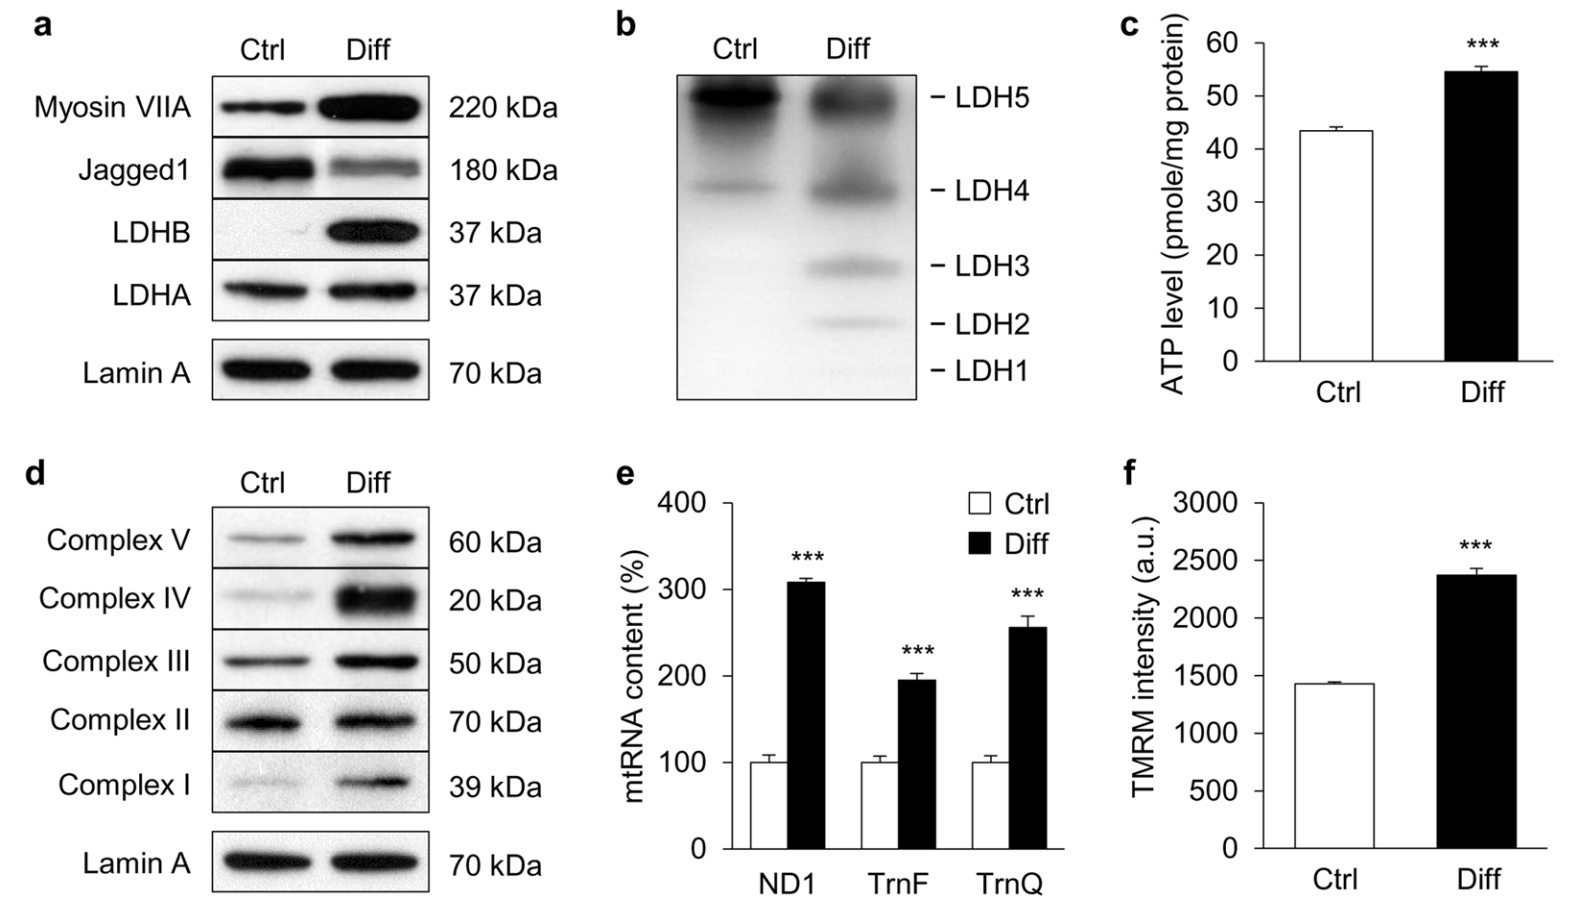 a
Ctrl Diff
Myosin VIIA 220 kDa
Jagged1 180 kDa
LDHB 37 kDa
LDHA 37 kDa
Lamin A 70 kDa
b
Ctrl Diff
– LDH5
– LDH4
– LDH3
– LDH2
– LDH1
c
ATP level (pmole/mg protein)
60
50
40
30
20
10
0
***
Ctrl Diff
d
Ctrl Diff
Complex V 60 kDa
Complex IV 20 kDa
Complex III 50 kDa
Complex II 70 kDa
Complex I 39 kDa
Lamin A 70 kDa
e
mtRNA content (%)
400
300
200
100
0
Ctrl
Diff
***
***
***
ND1 TrnF TrnQ
f
TMRM intensity (a.u.)
3000
2500
2000
1500
1000
500
0
***
Ctrl Diff